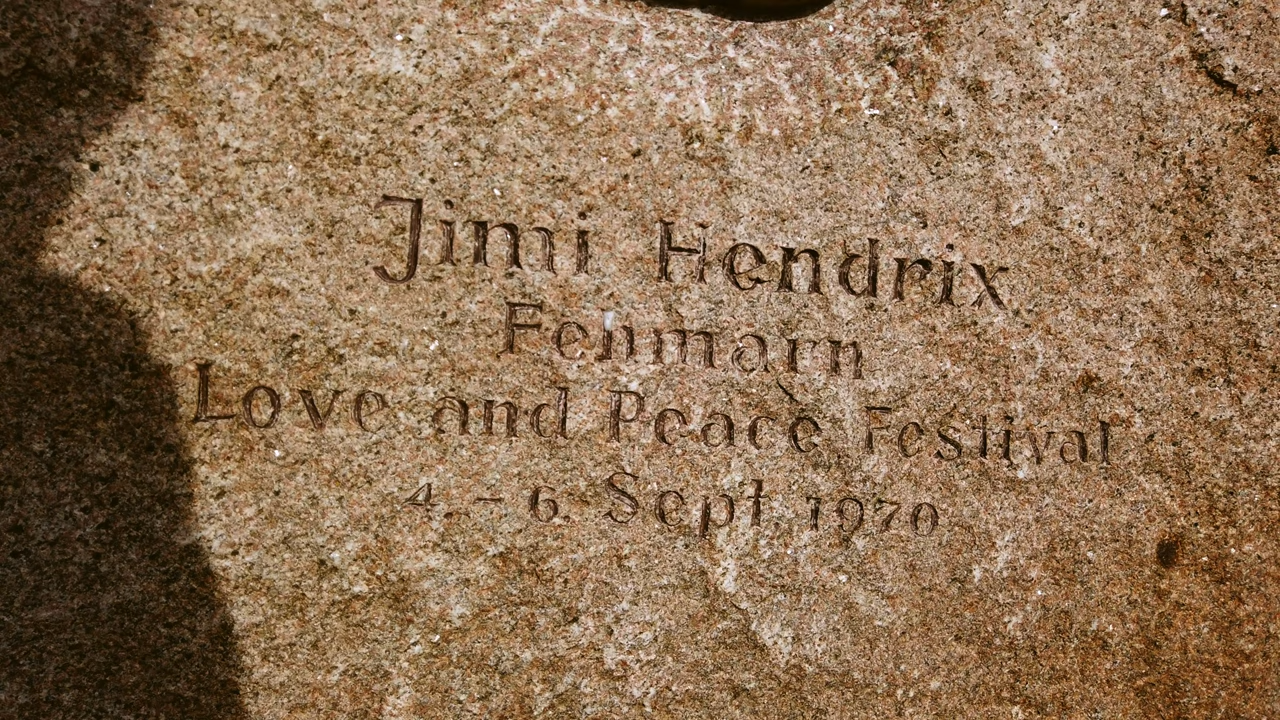 Jimi Hendrix
Fehmarn
Love and Peace Festival
4. – 6. Sept 1970